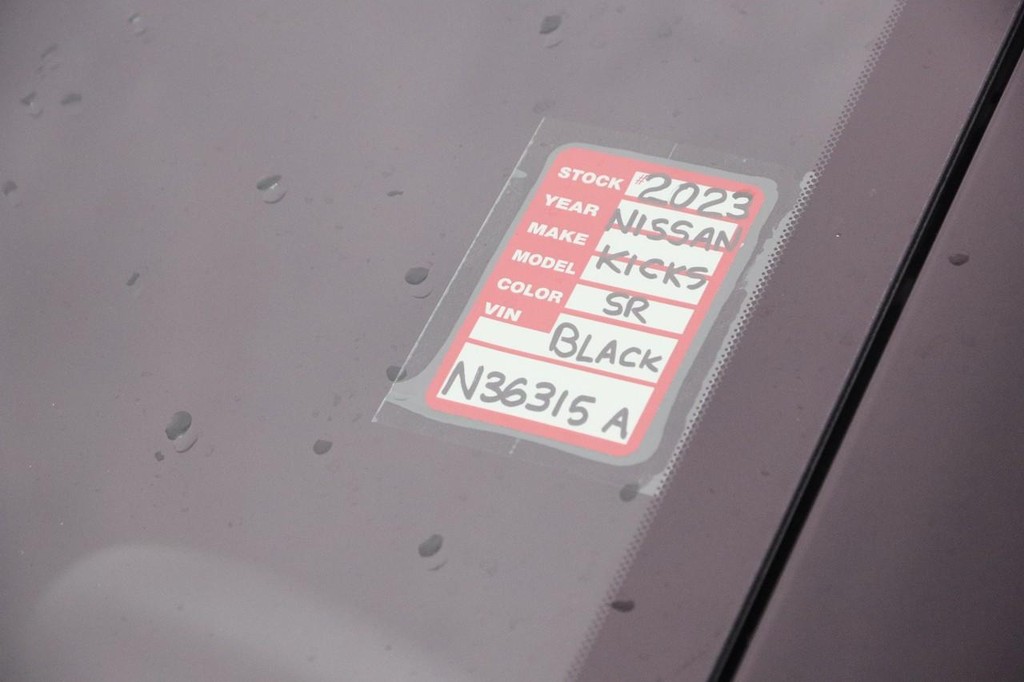 STOCK # 2023
YEAR NISSAN
MAKE KICKS
MODEL SR
COLOR BLACK
VIN
N36315 A